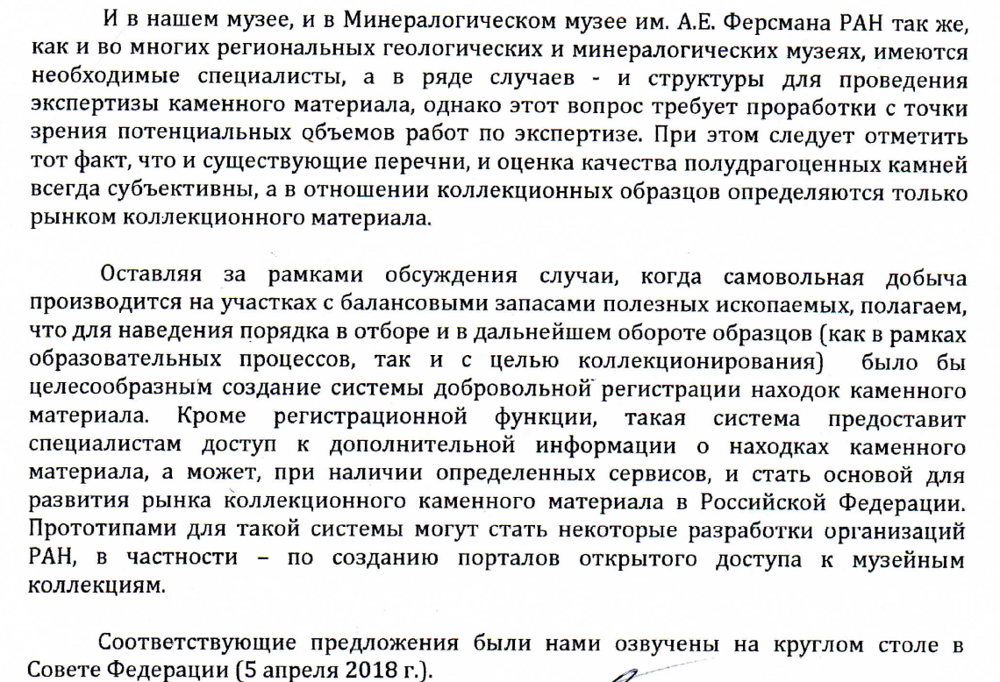 И в нашем музее, и в Минералогическом музее им. А.Е. Ферсмана РАН так же,
как и во многих региональных геологических и минералогических музеях, имеются
необходимые специалисты, а в ряде случаев - и структуры для проведения
экспертизы каменного материала, однако этот вопрос требует проработки с точки
зрения потенциальных объемов работ по экспертизе. При этом следует отметить
тот факт, что и существующие перечни, и оценка качества полудрагоценных камней
всегда субъективны, а в отношении коллекционных образцов определяются только
рынком коллекционного материала.
Оставляя за рамками обсуждения случаи, когда самовольная добыча
производится на участках с балансовыми запасами полезных ископаемых, полагаем,
что для наведения порядка в отборе и в дальнейшем обороте образцов (как в рамках
образовательных процессов, так и с целью коллекционирования) было бы
целесообразным создание системы добровольной регистрации находок каменного
материала. Кроме регистрационной функции, такая система предоставит
специалистам доступ к дополнительной информации о находках каменного
материала, а может, при наличии определенных сервисов, и стать основой для
развития рынка коллекционного каменного материала в Российской Федерации.
Прототипами для такой системы могут стать некоторые разработки организаций
РАН, в частности – по созданию порталов открытого доступа к музейным
коллекциям.
Соответствующие предложения были нами озвучены на круглом столе в
Совете Федерации (5 апреля 2018 г.).